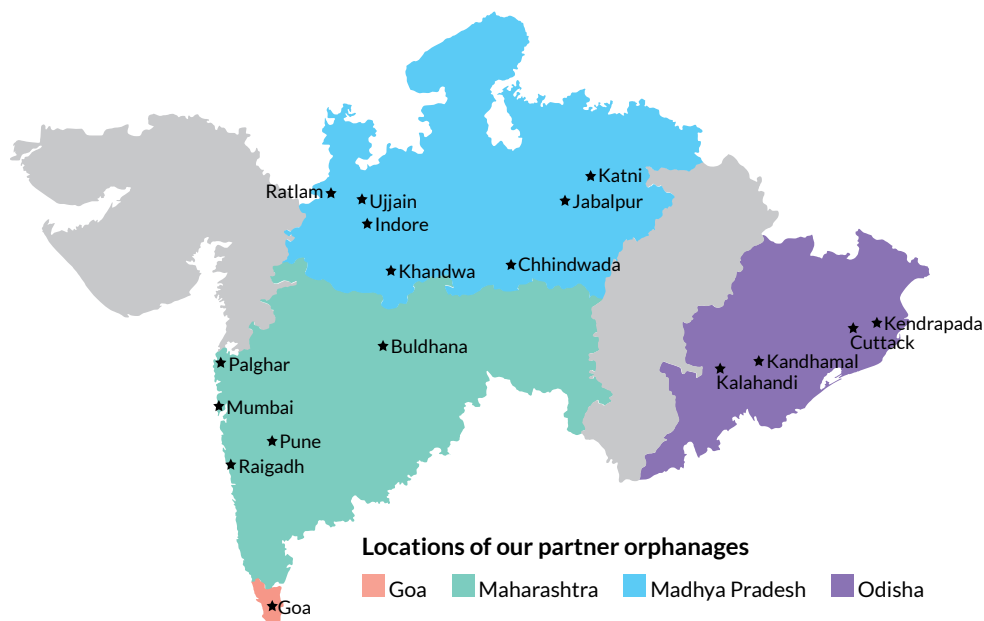 Katni
Ratlam
Ujjain
Jabalpur
Indore
Chhindwada
Khandwa
Kendrapada
Cuttack
Buldhana
Kandhamal
Palghar
Kalahandi
Mumbai
Pune
Raigadh
Locations of our partner orphanages
Goa Maharashtra Madhya Pradesh Odisha
Goa